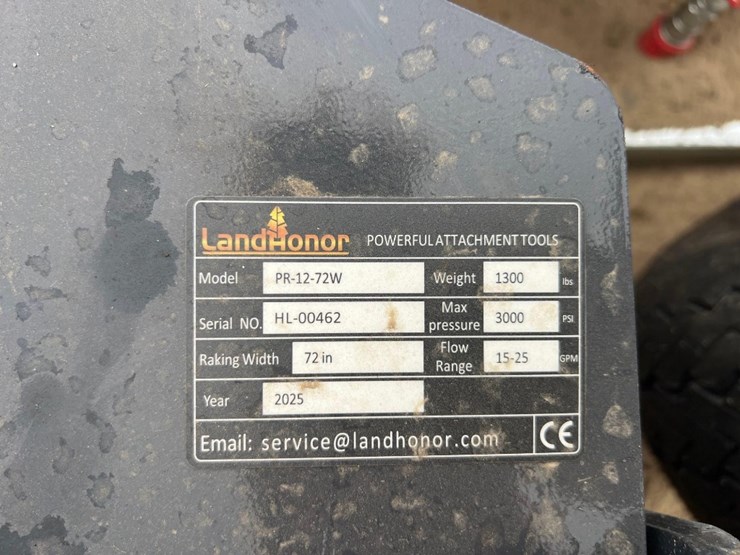 LandHonor POWERFUL ATTACHMENT TOOLS
Model PR-12-72W Weight 1300 lbs
Serial NO. HL-00462 Max pressure 3000 PSI
Raking Width 72 in Flow Range 15-25 GPM
Year 2025
Email: service@landhonor.com CE